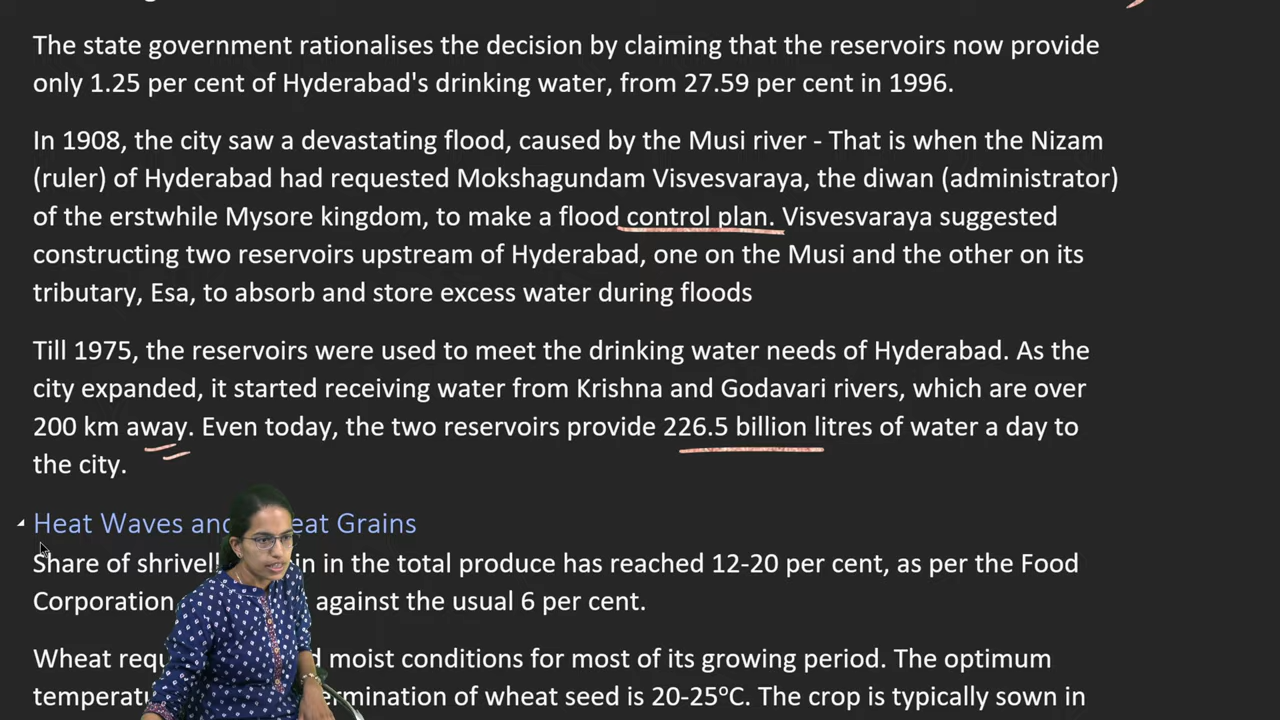 The state government rationalises the decision by claiming that the reservoirs now provide
only 1.25 per cent of Hyderabad's drinking water, from 27.59 per cent in 1996.
In 1908, the city saw a devastating flood, caused by the Musi river - That is when the Nizam
(ruler) of Hyderabad had requested Mokshagundam Visvesvaraya, the diwan (administrator)
of the erstwhile Mysore kingdom, to make a flood control plan. Visvesvaraya suggested
constructing two reservoirs upstream of Hyderabad, one on the Musi and the other on its
tributary, Esa, to absorb and store excess water during floods
Till 1975, the reservoirs were used to meet the drinking water needs of Hyderabad. As the
city expanded, it started receiving water from Krishna and Godavari rivers, which are over
200 km away. Even today, the two reservoirs provide 226.5 billion litres of water a day to
the city.
Heat Waves and Grains
Share of in the total produce has reached 12-20 per cent, as per the Food
Corporation against the usual 6 per cent.
Wheat moist conditions for most of its growing period. The optimum
of wheat seed is 20-25°C. The crop is typically sown in